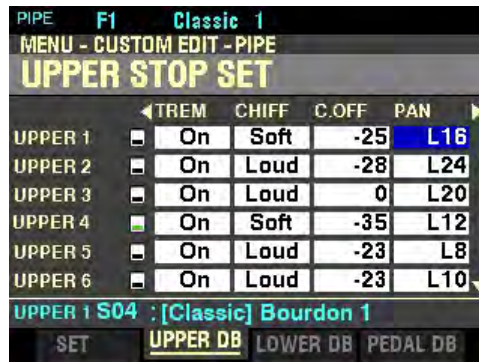 PIPE F1 Classic 1
MENU - CUSTOM EDIT - PIPE
UPPER STOP SET
TREM CHIFF C.OFF PAN
UPPER 1 On Soft -25 L16
UPPER 2 On Loud -28 L24
UPPER 3 On Loud 0 L20
UPPER 4 On Soft -35 L12
UPPER 5 On Loud -23 L8
UPPER 6 On Loud -23 L10
UPPER 1 S04 : [Classic] Bourdon 1
SET UPPER DB LOWER DB PEDAL DB